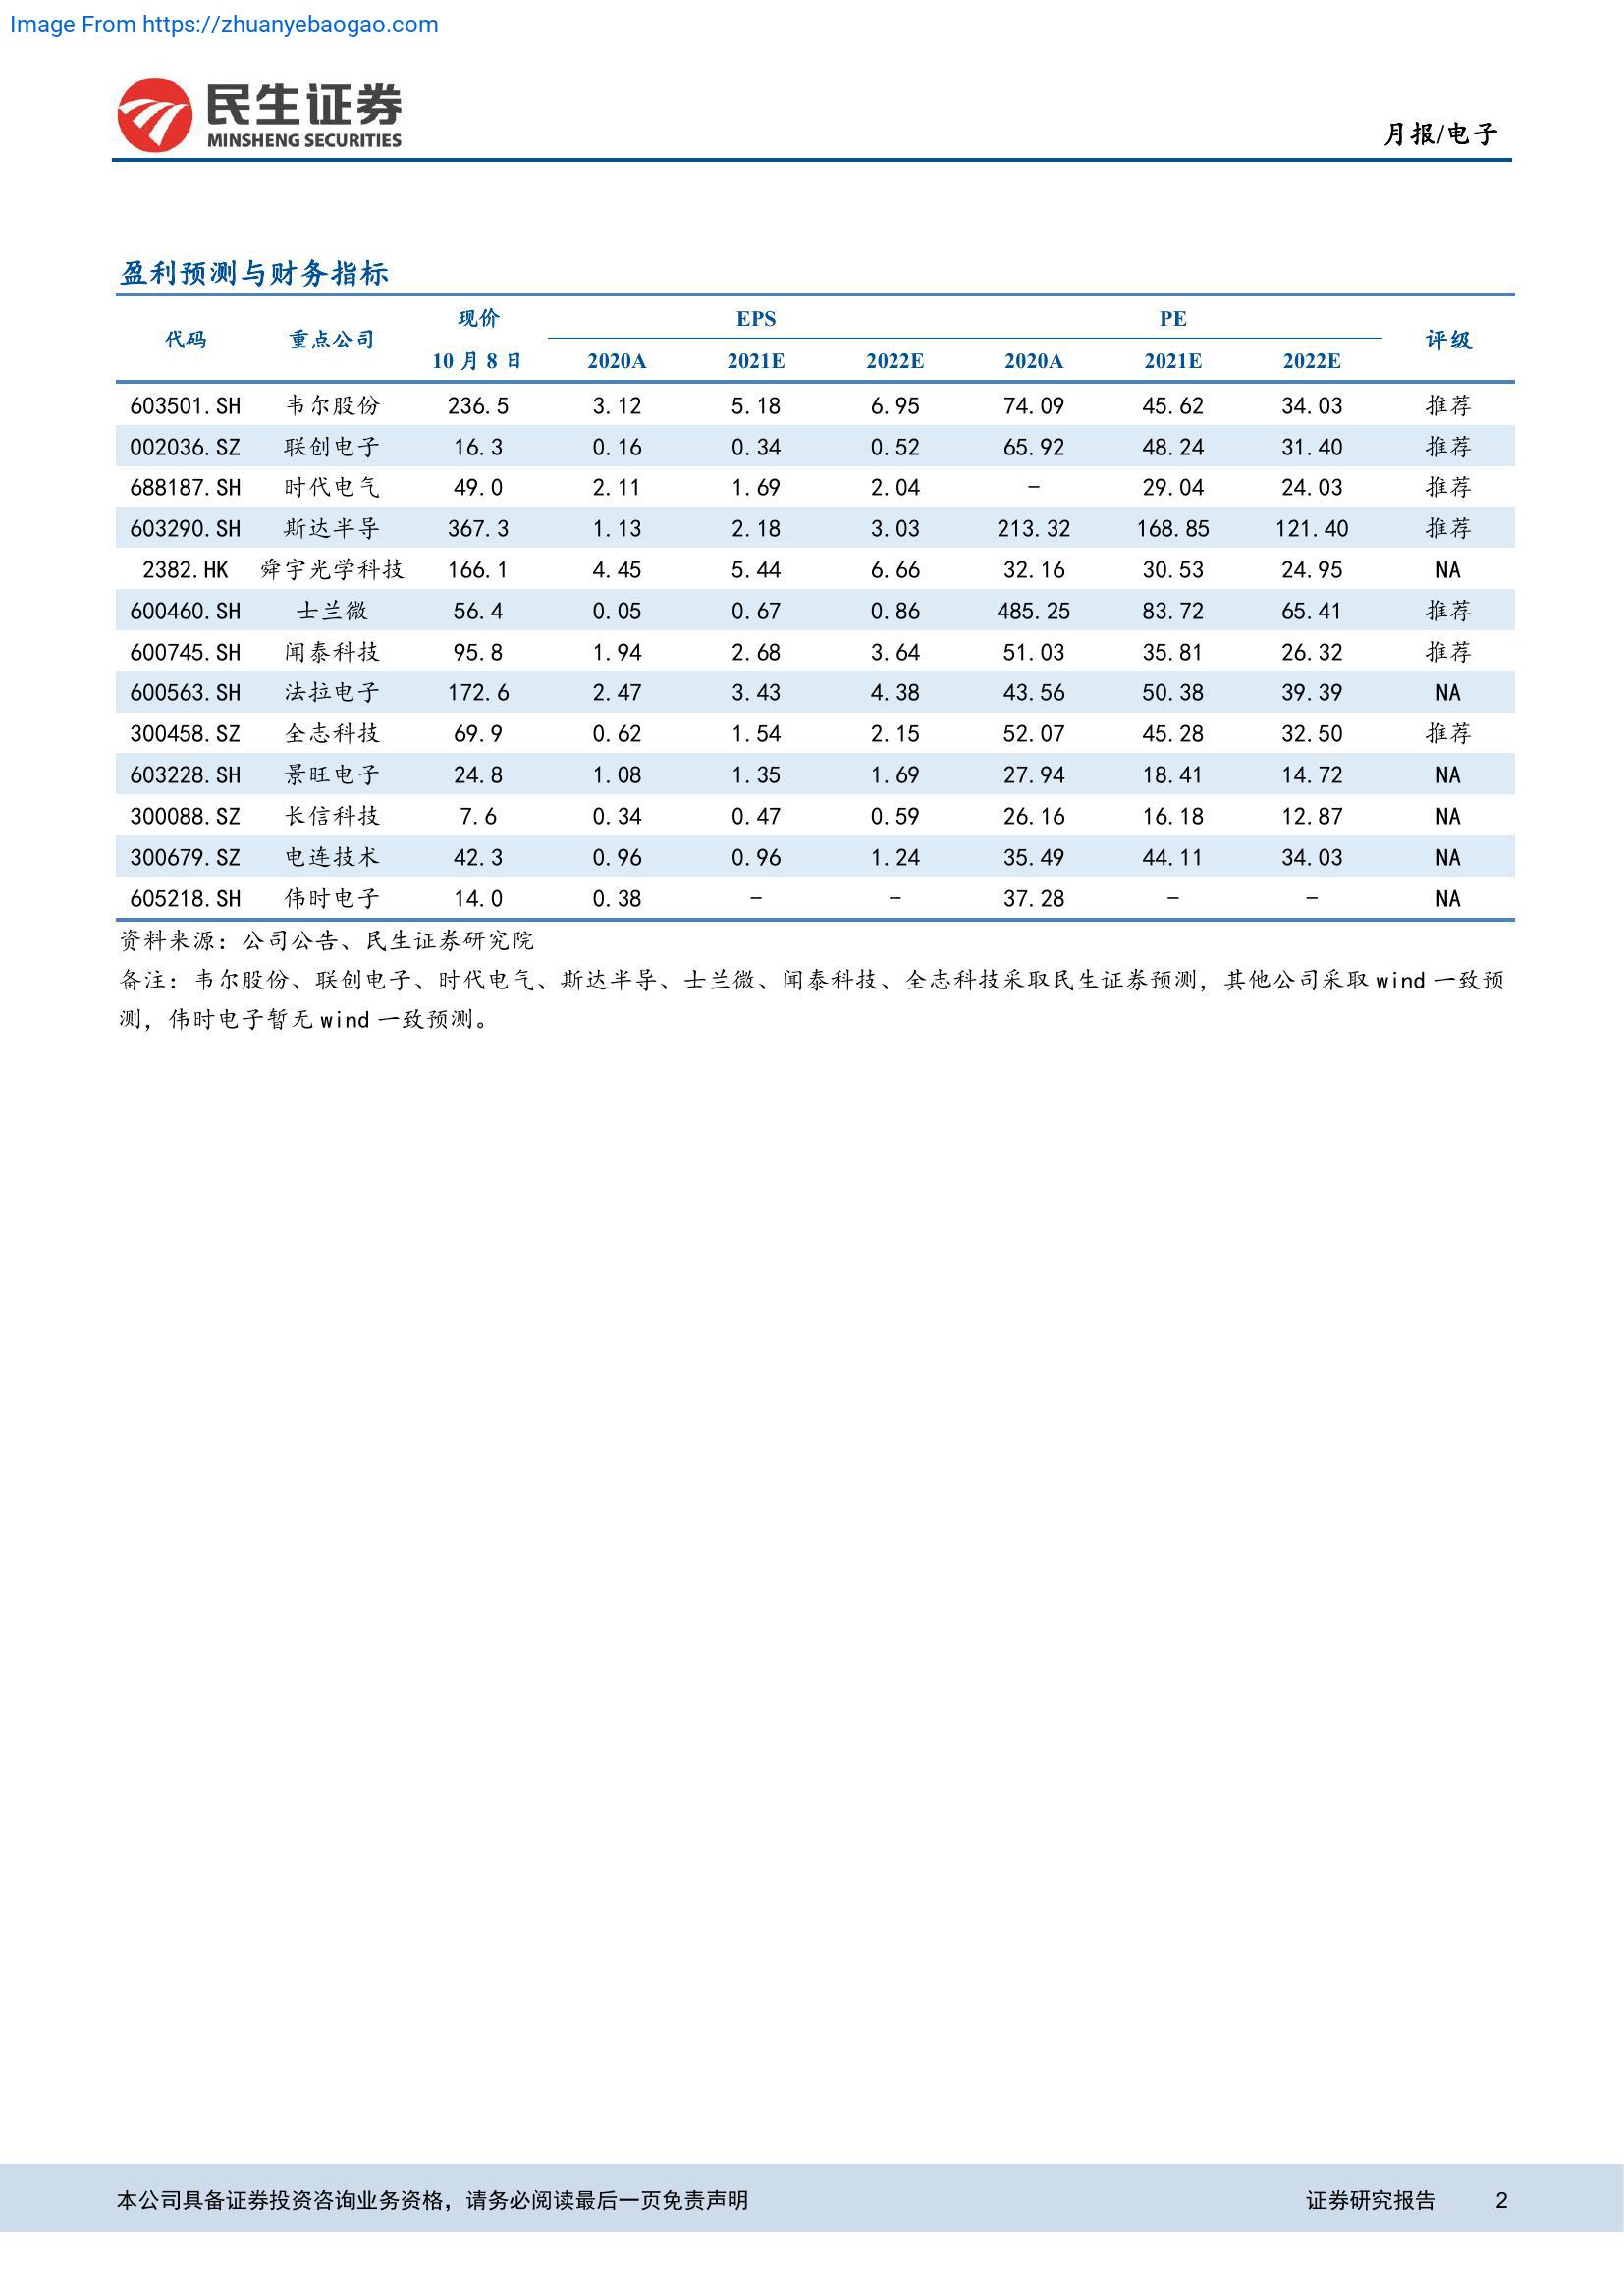 Image From https://zhuanyebaogao.com
民生证券
MINSHENG SECURITIES
月报/电子
盈利预测与财务指标
代码 重点公司 现价 EPS PE 评级
10 月 8 日 2020A 2021E 2022E 2020A 2021E 2022E
603501.SH 韦尔股份 236.5 3.12 5.18 6.95 74.09 45.62 34.03 推荐
002036.SZ 联创电子 16.3 0.16 0.34 0.52 65.92 48.24 31.40 推荐
688187.SH 时代电气 49.0 2.11 1.69 2.04 - 29.04 24.03 推荐
603290.SH 斯达半导 367.3 1.13 2.18 3.03 213.32 168.85 121.40 推荐
2382.HK 舜宇光学科技 166.1 4.45 5.44 6.66 32.16 30.53 24.95 NA
600460.SH 士兰微 56.4 0.05 0.67 0.86 485.25 83.72 65.41 推荐
600745.SH 闻泰科技 95.8 1.94 2.68 3.64 51.03 35.81 26.32 推荐
600563.SH 法拉电子 172.6 2.47 3.43 4.38 43.56 50.38 39.39 NA
300458.SZ 全志科技 69.9 0.62 1.54 2.15 52.07 45.28 32.50 推荐
603228.SH 景旺电子 24.8 1.08 1.35 1.69 27.94 18.41 14.72 NA
300088.SZ 长信科技 7.6 0.34 0.47 0.59 26.16 16.18 12.87 NA
300679.SZ 电连技术 42.3 0.96 0.96 1.24 35.49 44.11 34.03 NA
605218.SH 伟时电子 14.0 0.38 - - 37.28 - - NA
资料来源：公司公告、民生证券研究院
备注：韦尔股份、联创电子、时代电气、斯达半导、士兰微、闻泰科技、全志科技采取民生证券预测，其他公司采取 wind 一致预
测，伟时电子暂无 wind 一致预测。
本公司具备证券投资咨询业务资格，请务必阅读最后一页免责声明 证券研究报告 2